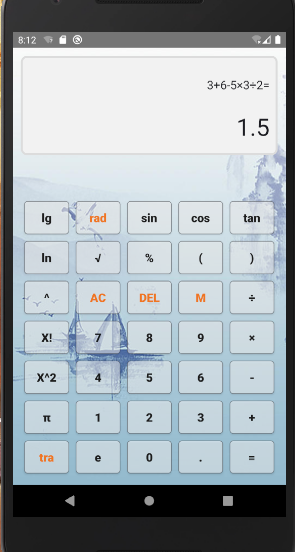 8:12
3+6-5×3÷2=
1.5
lg rad sin cos tan
ln √ % ( )
^ AC DEL M ÷
X! 7 8 9 ×
X^2 4 5 6 -
π 1 2 3 +
tra e 0 . =